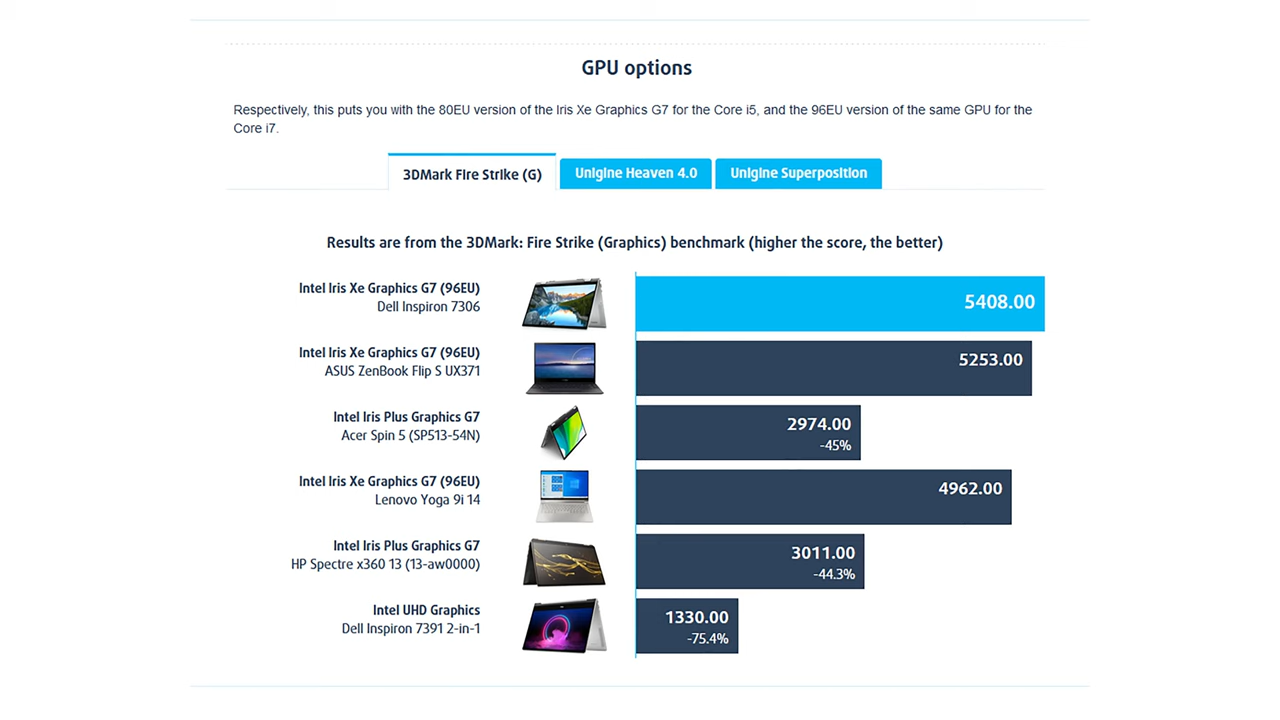 GPU options
Respectively, this puts you with the 80EU version of the Iris Xe Graphics G7 for the Core i5, and the 96EU version of the same GPU for the
Core i7.
3DMark Fire Strike (G)
Unigine Heaven 4.0
Unigine Superposition
Results are from the 3DMark: Fire Strike (Graphics) benchmark (higher the score, the better)
Intel Iris Xe Graphics G7 (96EU)
Dell Inspiron 7306
5408.00
Intel Iris Xe Graphics G7 (96EU)
ASUS ZenBook Flip S UX371
5253.00
Intel Iris Plus Graphics G7
Acer Spin 5 (SP513-54N)
2974.00
-45%
Intel Iris Xe Graphics G7 (96EU)
Lenovo Yoga 9i 14
4962.00
Intel Iris Plus Graphics G7
HP Spectre x360 13 (13-aw0000)
3011.00
-44.3%
Intel UHD Graphics
Dell Inspiron 7391 2-in-1
1330.00
-75.4%